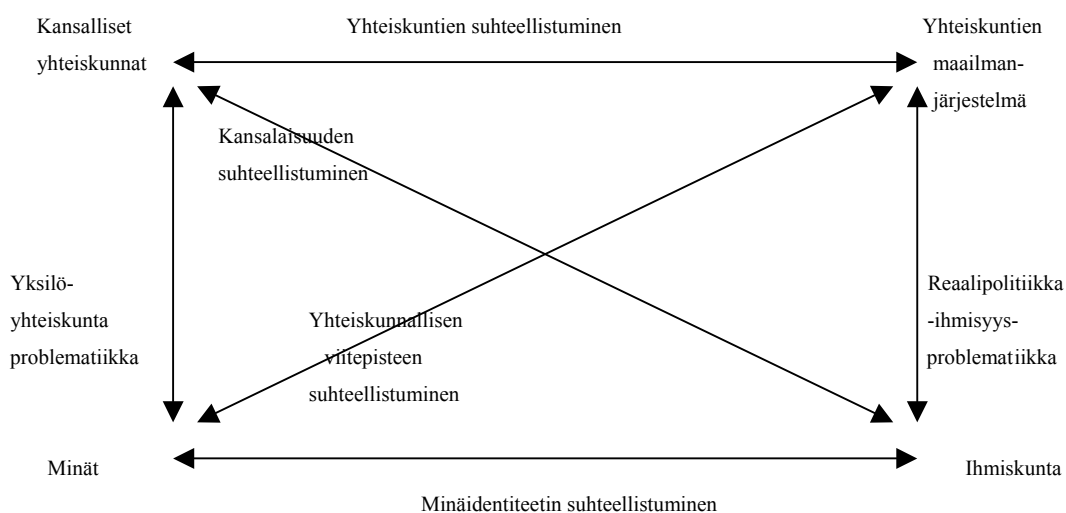 Kansalliset
yhteiskunnat
Yhteiskuntien suhteellistuminen
Yhteiskuntien
maailman-
järjestelmä
Kansalaisuuden
suhteellistuminen
Yksilö-
yhteiskunta
problematiikka
Yhteiskunnallisen
viitepisteen
suhteellistuminen
Reaalipolitiikka
-ihmisyys-
problematiikka
Minät
Ihmiskunta
Minäidentiteetin suhteellistuminen